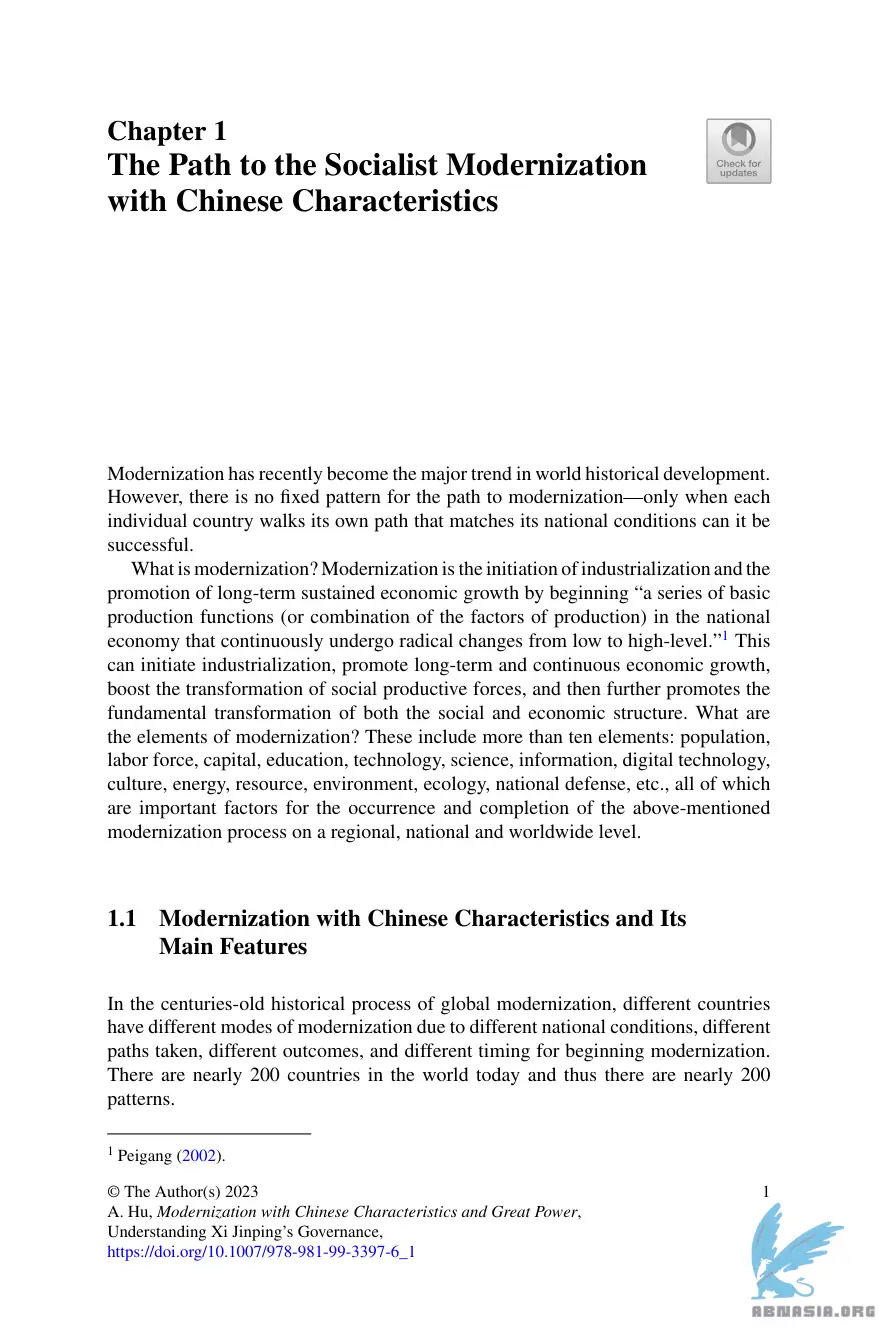 Chapter 1
The Path to the Socialist Modernization
with Chinese Characteristics
Check for
updates
Modernization has recently become the major trend in world historical development.
However, there is no fixed pattern for the path to modernization—only when each
individual country walks its own path that matches its national conditions can it be
successful.
What is modernization? Modernization is the initiation of industrialization and the
promotion of long-term sustained economic growth by beginning “a series of basic
production functions (or combination of the factors of production) in the national
economy that continuously undergo radical changes from low to high-level.”1 This
can initiate industrialization, promote long-term and continuous economic growth,
boost the transformation of social productive forces, and then further promotes the
fundamental transformation of both the social and economic structure. What are
the elements of modernization? These include more than ten elements: population,
labor force, capital, education, technology, science, information, digital technology,
culture, energy, resource, environment, ecology, national defense, etc., all of which
are important factors for the occurrence and completion of the above-mentioned
modernization process on a regional, national and worldwide level.
1.1 Modernization with Chinese Characteristics and Its
Main Features
In the centuries-old historical process of global modernization, different countries
have different modes of modernization due to different national conditions, different
paths taken, different outcomes, and different timing for beginning modernization.
There are nearly 200 countries in the world today and thus there are nearly 200
patterns.
1 Peigang (2002).
© The Author(s) 2023 1
A. Hu, Modernization with Chinese Characteristics and Great Power,
Understanding Xi Jinping’s Governance,
https://doi.org/10.1007/978-981-99-3397-6_1
ABNASIA.ORG